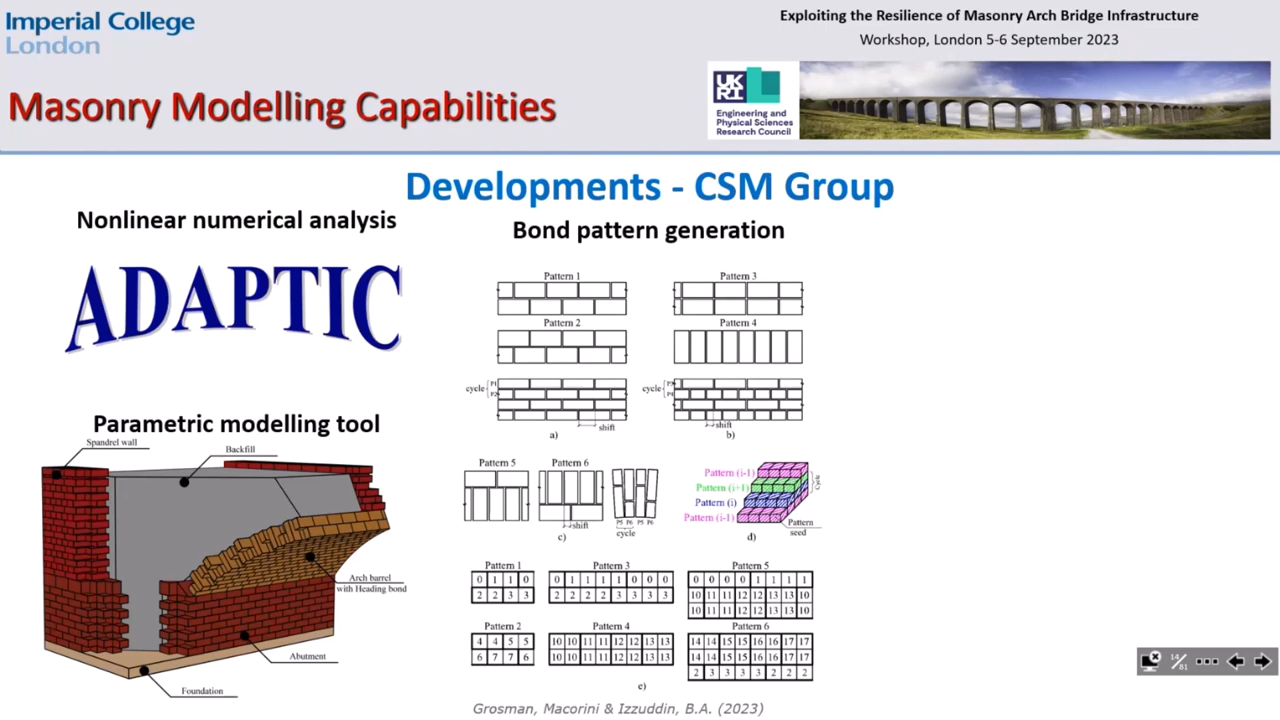 Imperial College
London
Exploiting the Resilience of Masonry Arch Bridge Infrastructure
Workshop, London 5-6 September 2023
UK
RI
Engineering and
Physical Sciences
Research Council
Masonry Modelling Capabilities
Developments - CSM Group
Nonlinear numerical analysis
ADAPTIC
Parametric modelling tool
Spandrel wall
Backfill
Arch barrel
with Heading bond
Abutment
Foundation
Bond pattern generation
Pattern 1
Pattern 3
Pattern 2
Pattern 4
cycle P1
P2
shift
a)
cycle P3
P4
shift
b)
Pattern 5
Pattern 6
shift
P5 P6 P5 P6
cycle
c)
Pattern (i-1)
Pattern (i+1)
Pattern (i)
Pattern (i-1)
Cycle
Pattern
seed
d)
Pattern 1
0 1 1 0
2 2 3 3
Pattern 3
0 1 1 1 1 0 0 0
2 2 2 2 3 3 3 3
Pattern 5
0 0 0 0 1 1 1 1
10 11 11 12 12 13 13 10
10 11 11 12 12 13 13 10
Pattern 2
4 4 5 5
6 7 7 6
Pattern 4
10 10 11 11 12 12 13 13
10 10 11 11 12 12 13 13
Pattern 6
14 14 15 15 16 16 17 17
14 14 15 15 16 16 17 17
2 3 3 3 3 2 2 2
e)
Grosman, Macorini & Izzuddin, B.A. (2023)
14/81